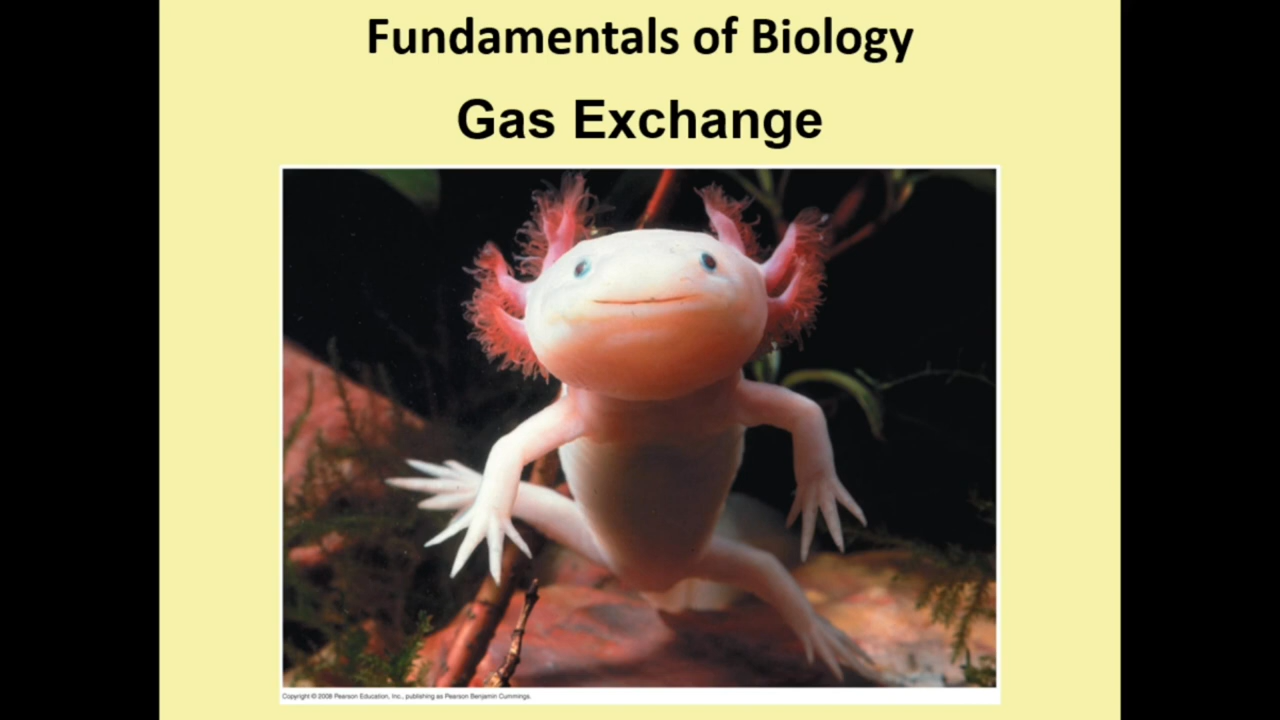 Fundamentals of Biology
Gas Exchange
Copyright © 2008 Pearson Education, Inc., publishing as Pearson Benjamin Cummings.